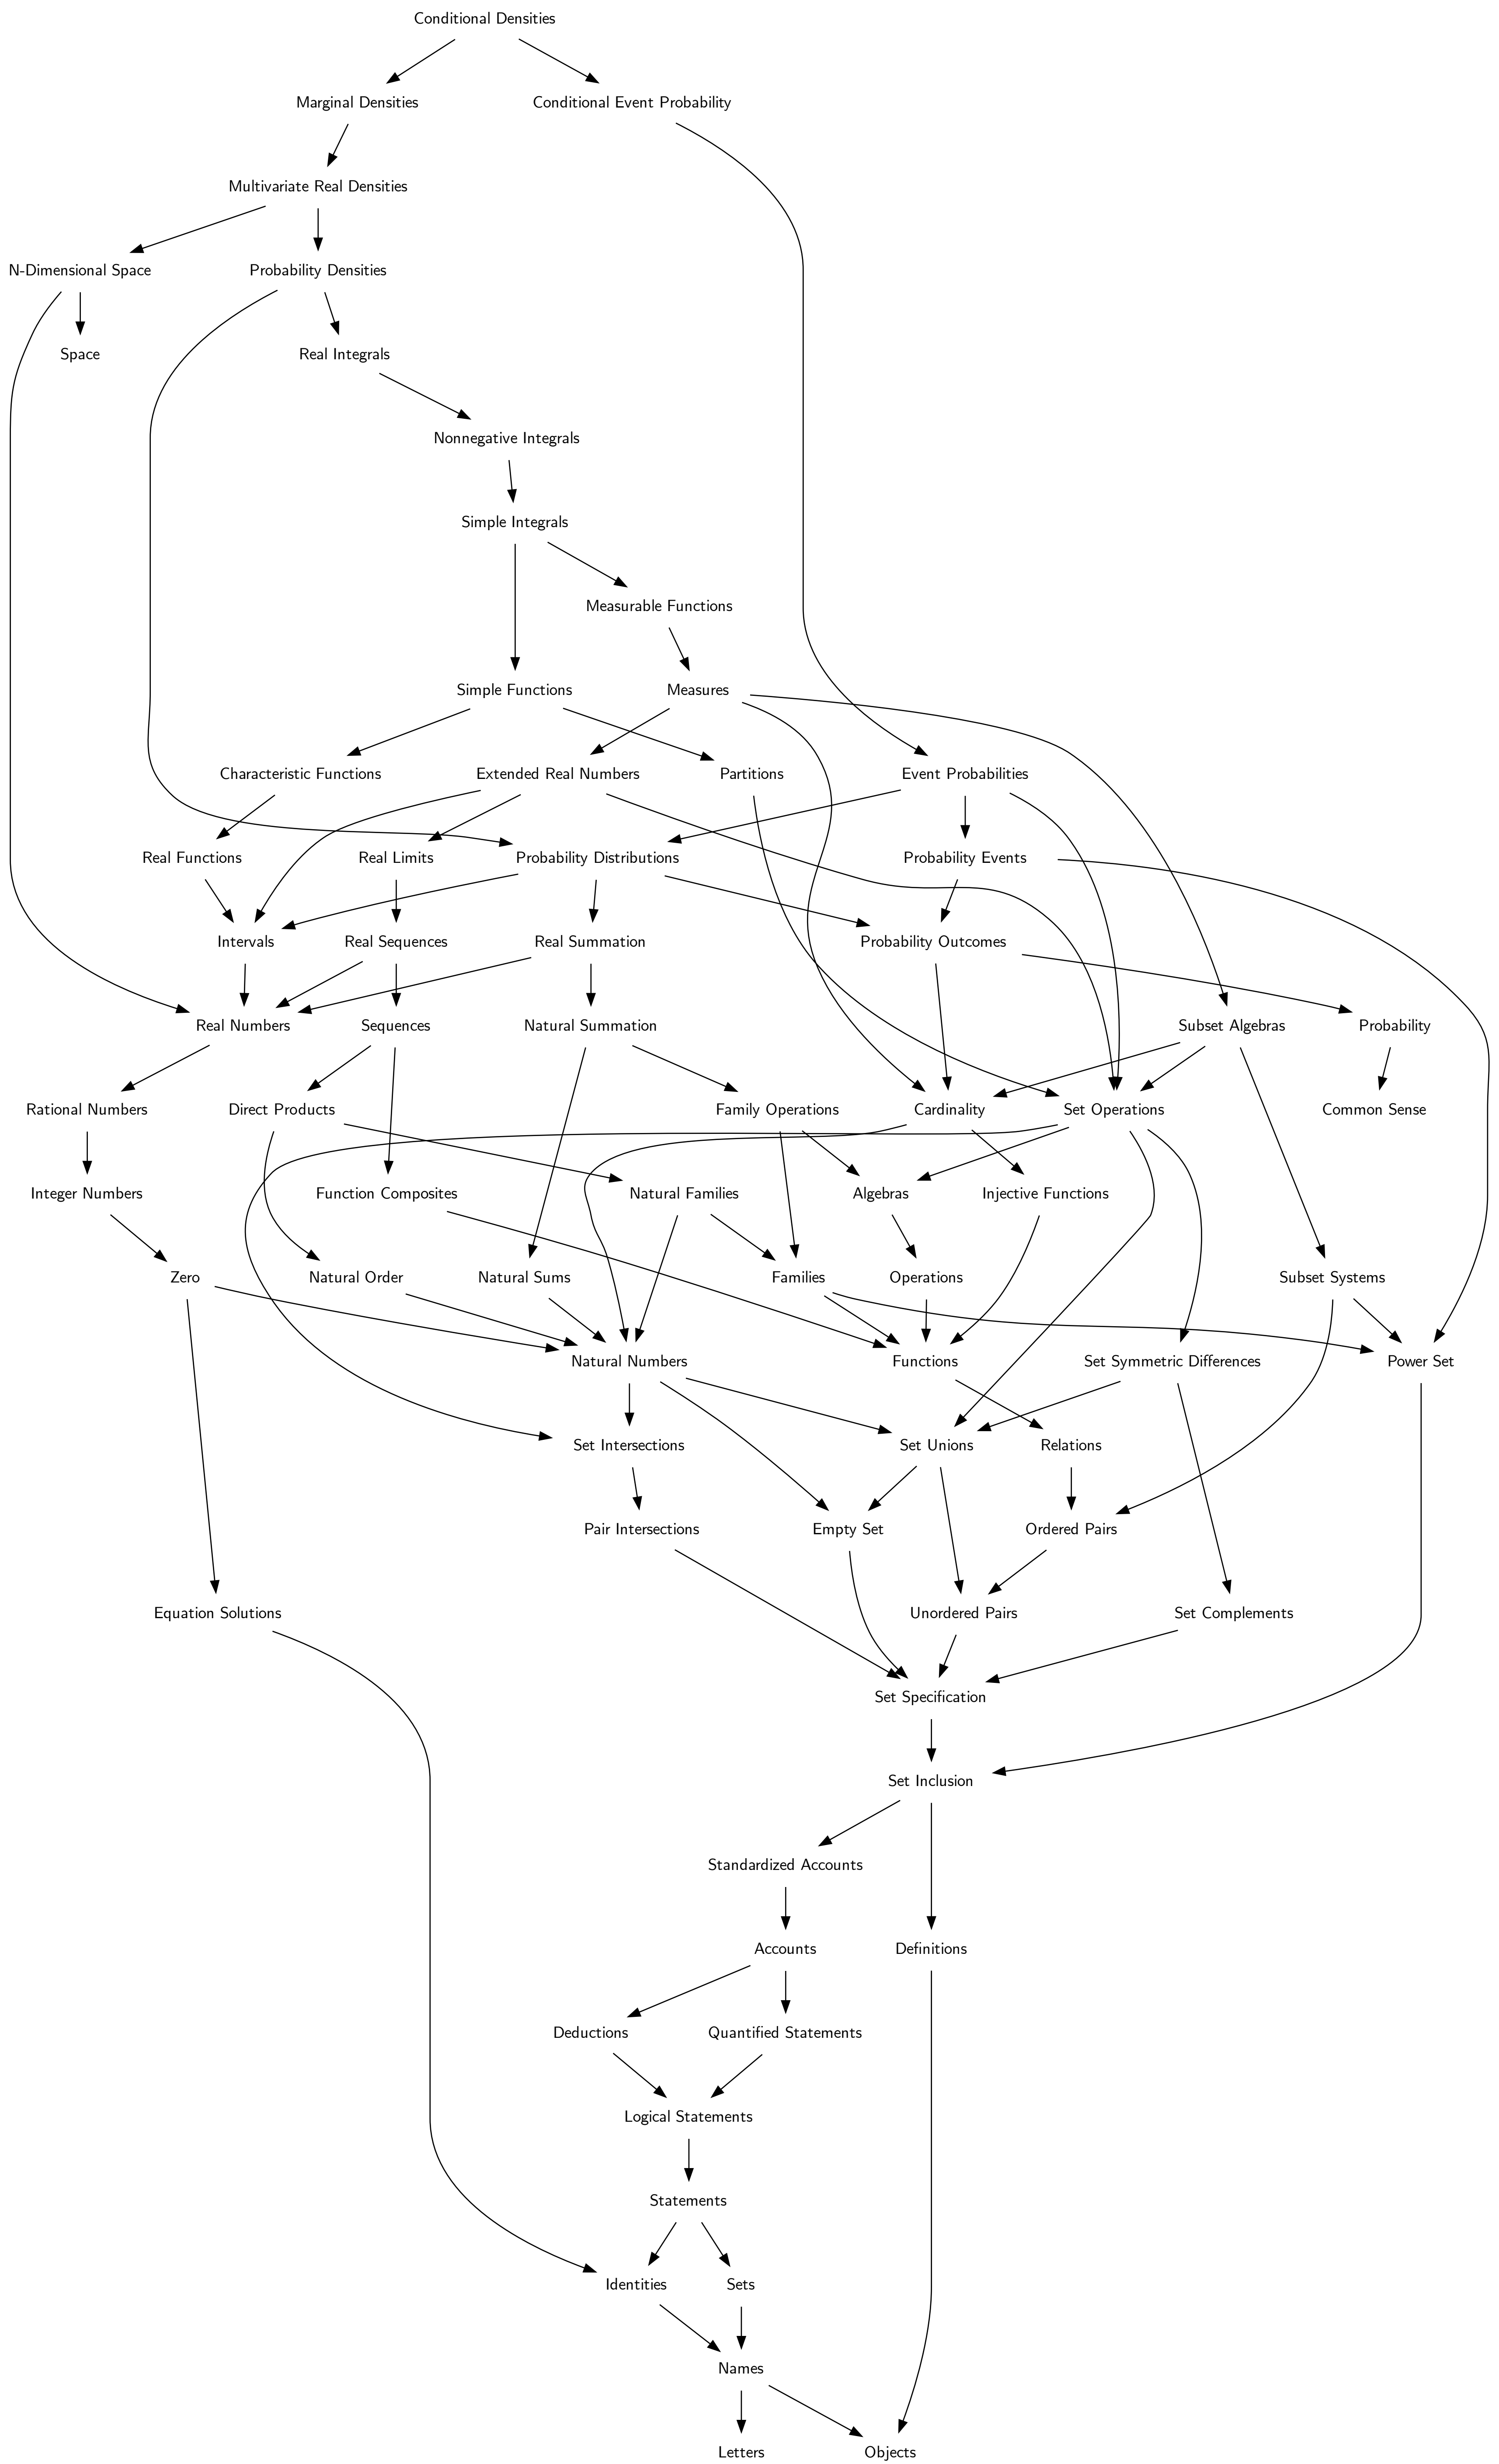 Conditional Densities
Marginal Densities
Conditional Event Probability
Multivariate Real Densities
N-Dimensional Space
Probability Densities
Space
Real Integrals
Nonnegative Integrals
Simple Integrals
Measurable Functions
Simple Functions
Measures
Characteristic Functions
Extended Real Numbers
Partitions
Event Probabilities
Real Functions
Real Limits
Probability Distributions
Probability Events
Intervals
Real Sequences
Real Summation
Probability Outcomes
Real Numbers
Sequences
Natural Summation
Subset Algebras
Probability
Rational Numbers
Direct Products
Family Operations
Cardinality
Set Operations
Common Sense
Integer Numbers
Function Composites
Natural Families
Algebras
Injective Functions
Zero
Natural Order
Natural Sums
Families
Operations
Subset Systems
Natural Numbers
Functions
Set Symmetric Differences
Power Set
Set Intersections
Set Unions
Relations
Pair Intersections
Empty Set
Ordered Pairs
Equation Solutions
Unordered Pairs
Set Complements
Set Specification
Set Inclusion
Standardized Accounts
Accounts
Definitions
Deductions
Quantified Statements
Logical Statements
Statements
Identities
Sets
Names
Letters
Objects